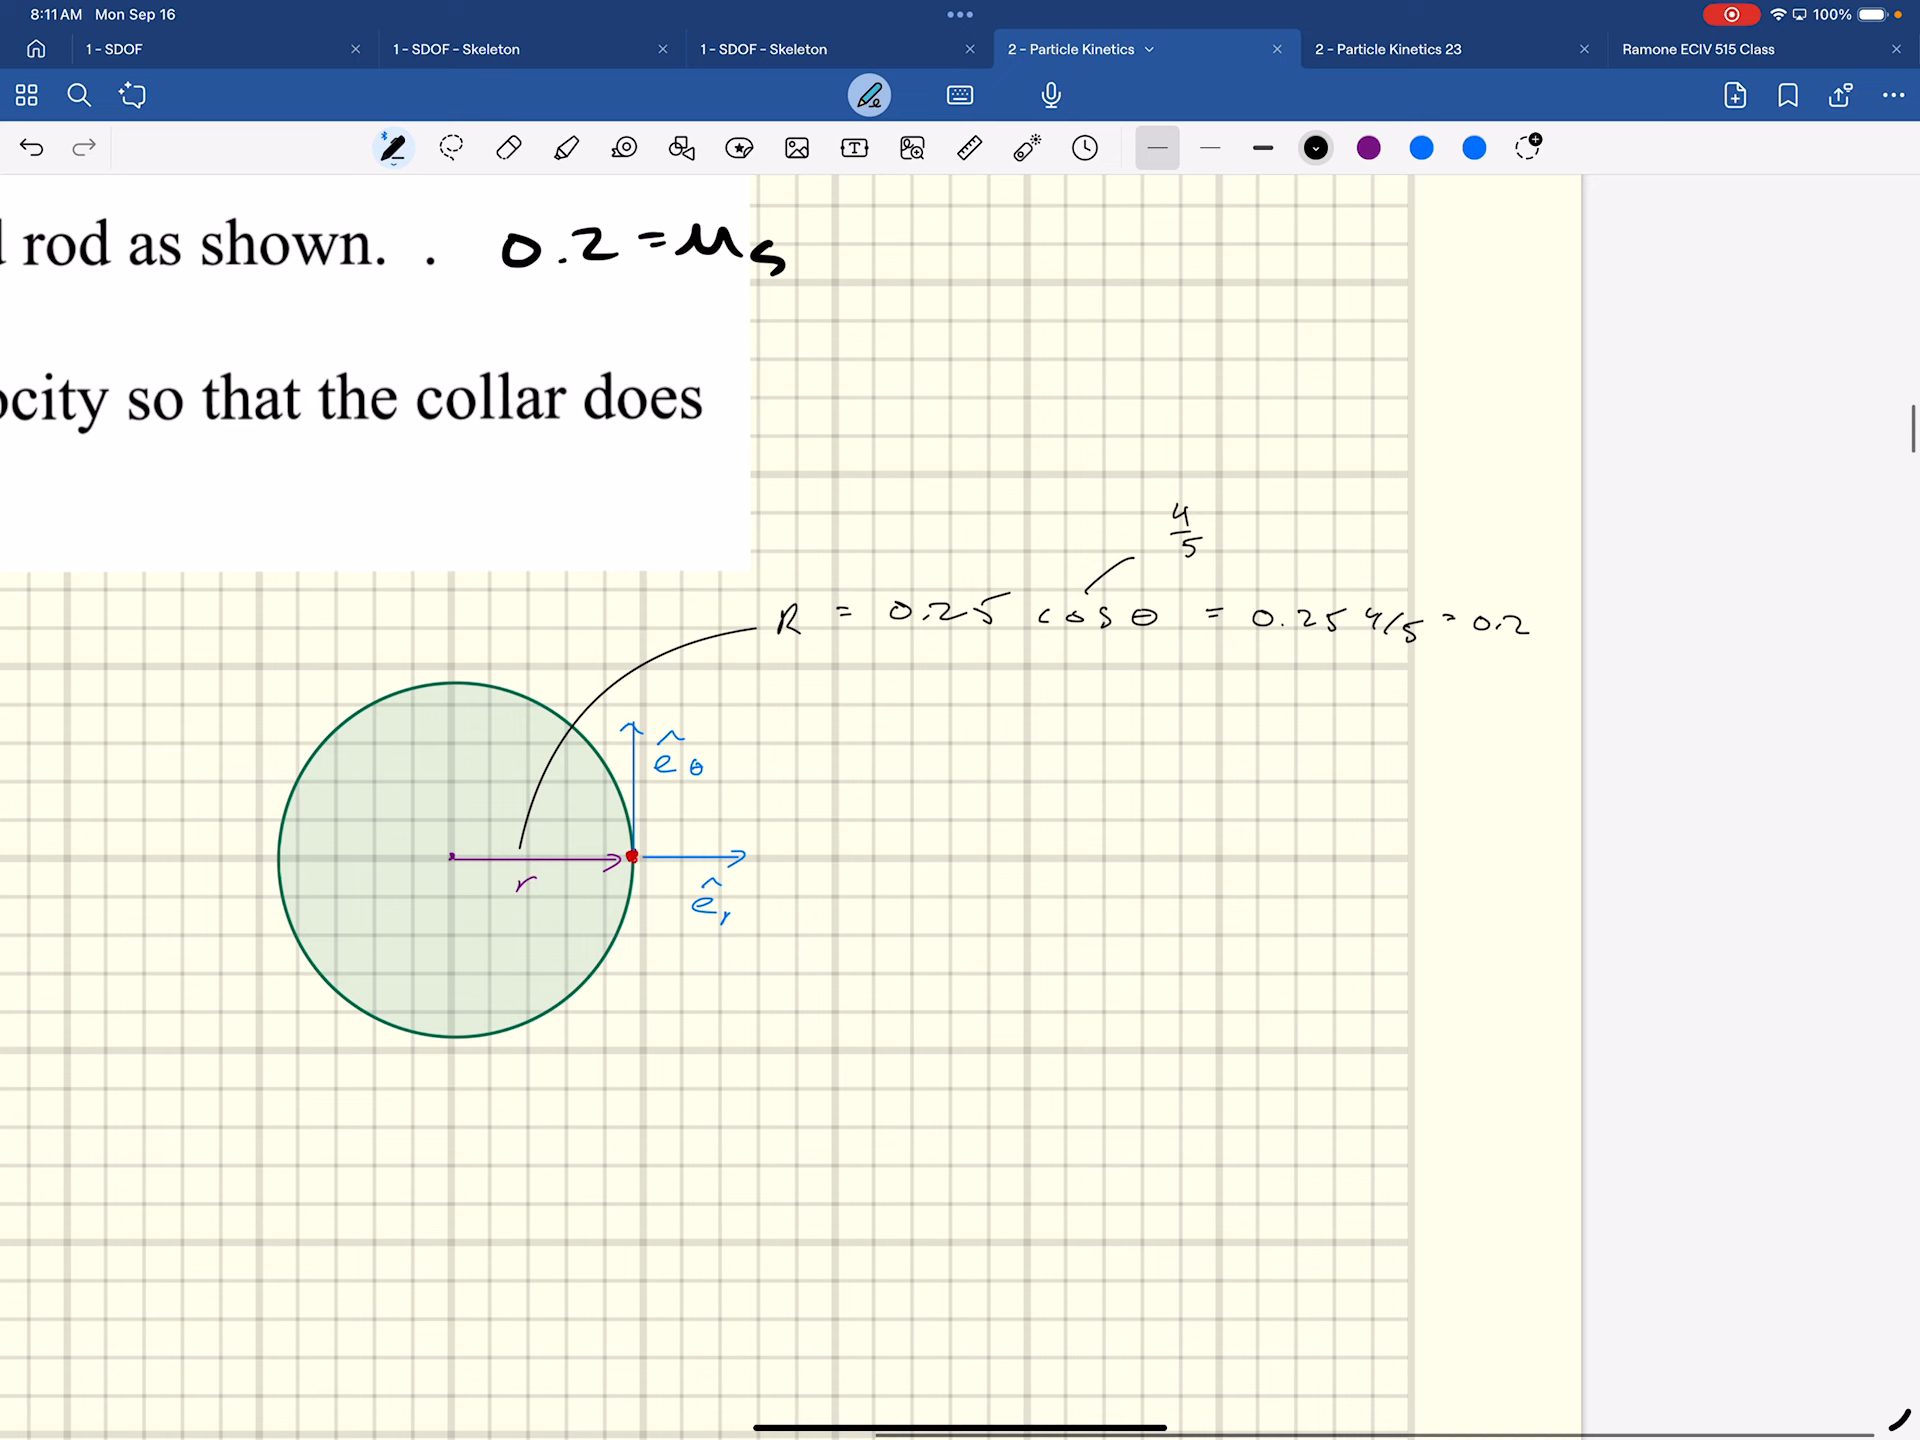 8:11 AM Mon Sep 16
100%
1 - SDOF
1 - SDOF - Skeleton
1 - SDOF - Skeleton
2 - Particle Kinetics
2 - Particle Kinetics 23
Ramone ECIV 515 Class
rod as shown. . 0.2 = μs
ocity so that the collar does
4/5
R = 0.25 cos θ = 0.25 4/5 = 0.2
ê θ
r
ê r